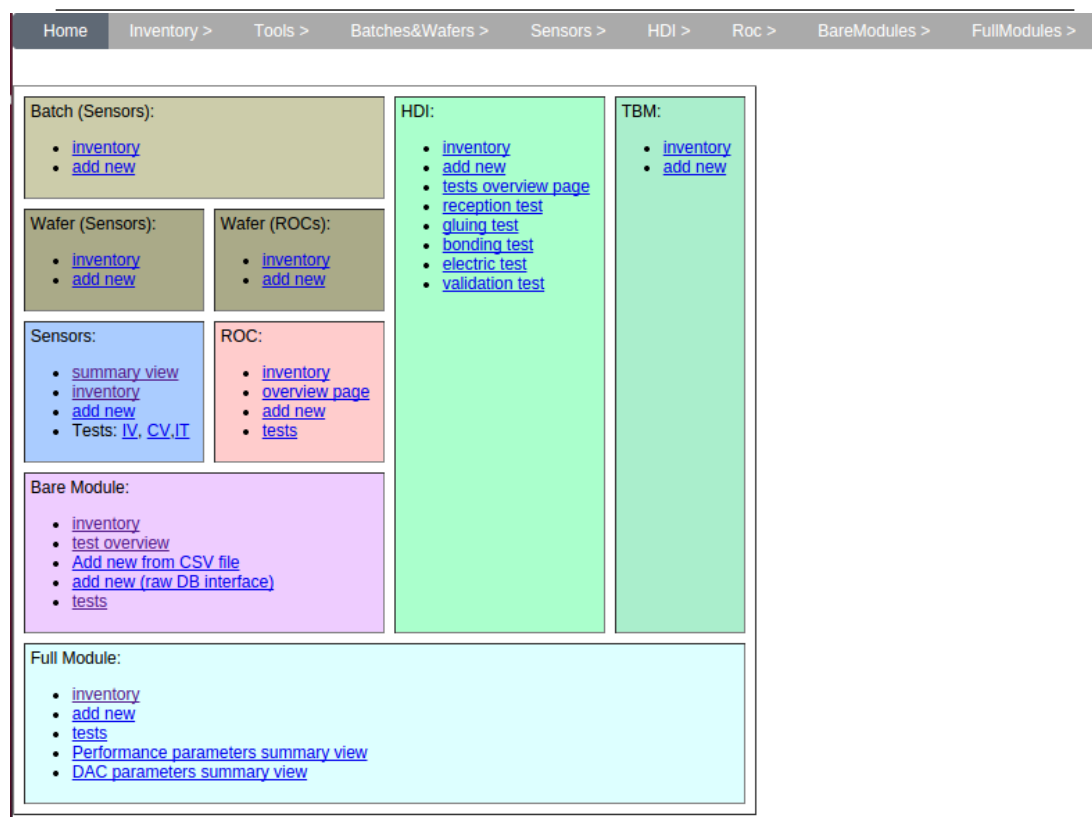 Home Inventory > Tools > Batches&Wafers > Sensors > HDI > Roc > BareModules > FullModules >
Batch (Sensors):
inventory
add new
Wafer (Sensors):
inventory
add new
Wafer (ROCs):
inventory
add new
Sensors:
summary view
inventory
add new
Tests: IV, CV,IT
ROC:
inventory
overview page
add new
tests
Bare Module:
inventory
test overview
Add new from CSV file
add new (raw DB interface)
tests
HDI:
inventory
add new
tests overview page
reception test
gluing test
bonding test
electric test
validation test
TBM:
inventory
add new
Full Module:
inventory
add new
tests
Performance parameters summary view
DAC parameters summary view